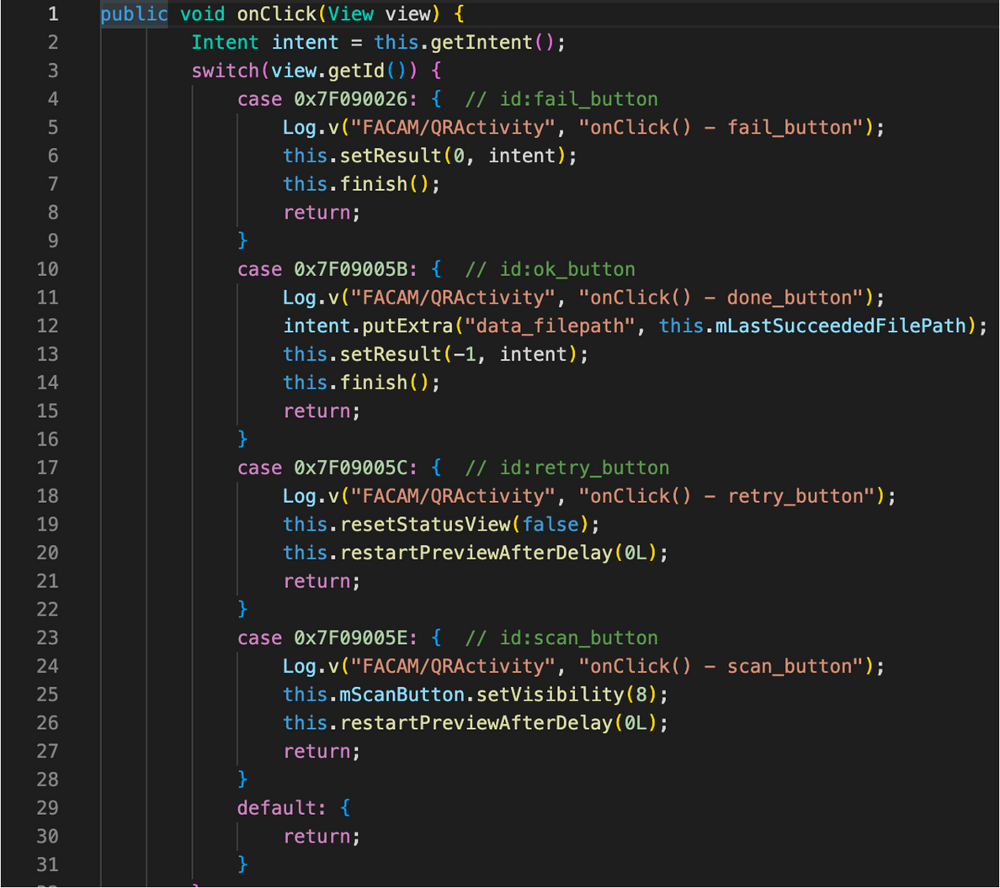 1 public void onClick(View view) {
2 Intent intent = this.getIntent();
3 switch(view.getId()) {
4 case 0x7F090026: {  // id:fail_button
5 Log.v("FACAM/QRActivity", "onClick() - fail_button");
6 this.setResult(0, intent);
7 this.finish();
8 return;
9 }
10 case 0x7F09005B: {  // id:ok_button
11 Log.v("FACAM/QRActivity", "onClick() - done_button");
12 intent.putExtra("data_filepath", this.mLastSucceededFilePath);
13 this.setResult(-1, intent);
14 this.finish();
15 return;
16 }
17 case 0x7F09005C: {  // id:retry_button
18 Log.v("FACAM/QRActivity", "onClick() - retry_button");
19 this.resetStatusView(false);
20 this.restartPreviewAfterDelay(0L);
21 return;
22 }
23 case 0x7F09005E: {  // id:scan_button
24 Log.v("FACAM/QRActivity", "onClick() - scan_button");
25 this.mScanButton.setVisibility(8);
26 this.restartPreviewAfterDelay(0L);
27 return;
28 }
29 default: {
30 return;
31 }